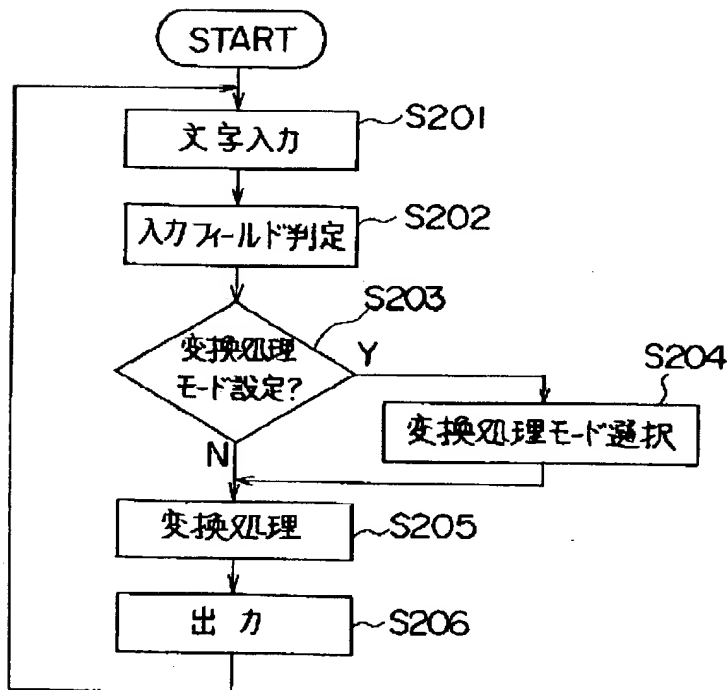 START
文字入力
S201
入力フィールド判定
S202
S203
変換処理
モード設定?
Y
S204
変換処理モード選択
N
変換処理
S205
出力
S206